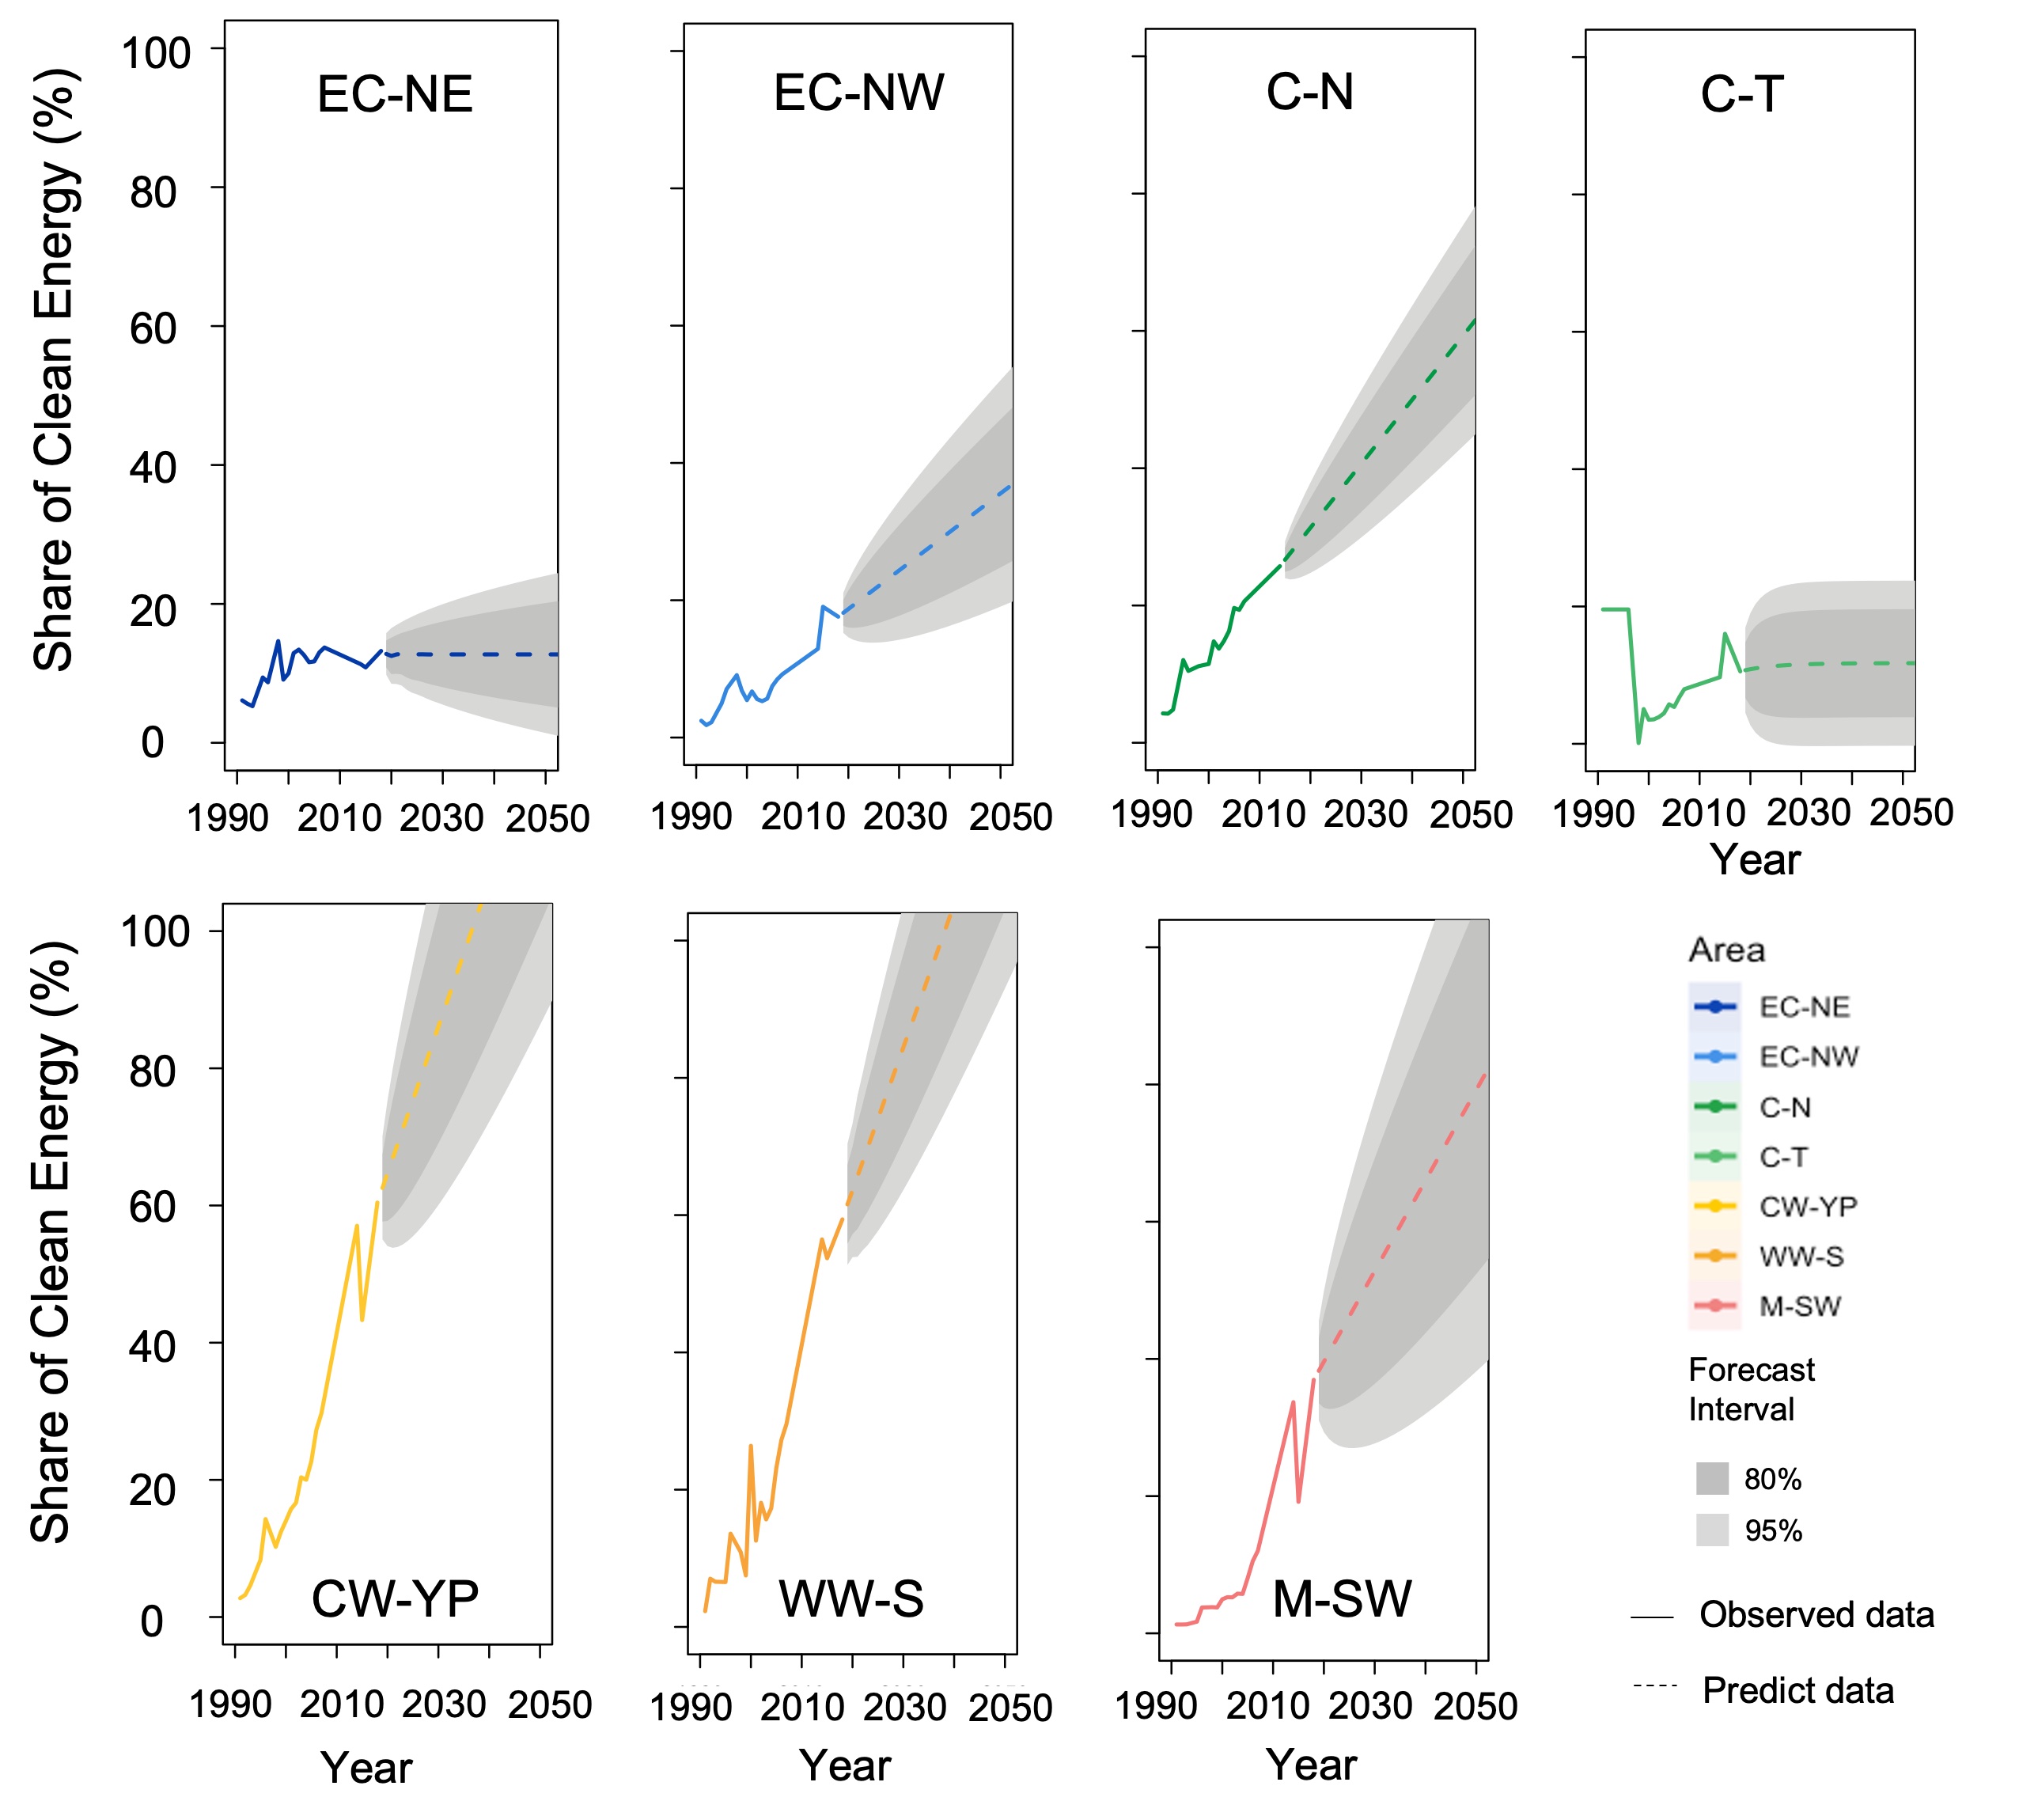 Share of Clean Energy (%)
100
80
60
40
20
0
EC-NE
1990 2010 2030 2050
EC-NW
1990 2010 2030 2050
C-N
1990 2010 2030 2050
C-T
1990 2010 2030 2050
Year
Share of Clean Energy (%)
100
80
60
40
20
0
CW-YP
1990 2010 2030 2050
Year
WW-S
1990 2010 2030 2050
Year
M-SW
1990 2010 2030 2050
Year
Area
EC-NE
EC-NW
C-N
C-T
CW-YP
WW-S
M-SW
Forecast
Interval
80%
95%
Observed data
Predict data